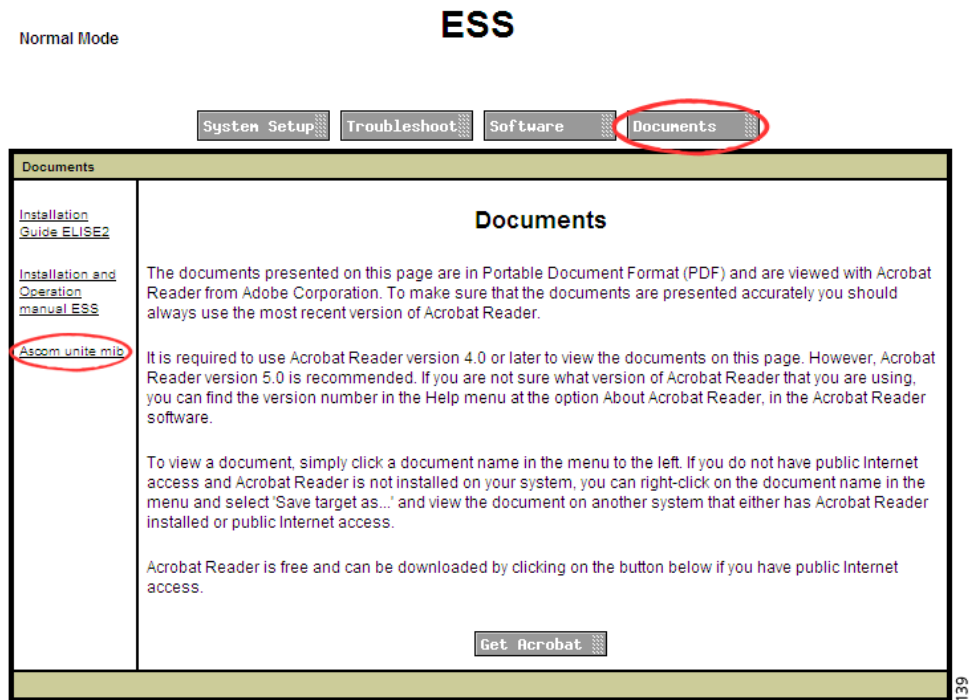 Normal Mode
ESS
System Setup
Troubleshoot
Software
Documents
Documents
Installation
Guide ELISE2
Installation and
Operation
manual ESS
Ascom unite mib
Documents
The documents presented on this page are in Portable Document Format (PDF) and are viewed with Acrobat
Reader from Adobe Corporation. To make sure that the documents are presented accurately you should
always use the most recent version of Acrobat Reader.
It is required to use Acrobat Reader version 4.0 or later to view the documents on this page. However, Acrobat
Reader version 5.0 is recommended. If you are not sure what version of Acrobat Reader that you are using,
you can find the version number in the Help menu at the option About Acrobat Reader, in the Acrobat Reader
software.
To view a document, simply click a document name in the menu to the left. If you do not have public Internet
access and Acrobat Reader is not installed on your system, you can right-click on the document name in the
menu and select 'Save target as...' and view the document on another system that either has Acrobat Reader
installed or public Internet access.
Acrobat Reader is free and can be downloaded by clicking on the button below if you have public Internet
access.
Get Acrobat
139